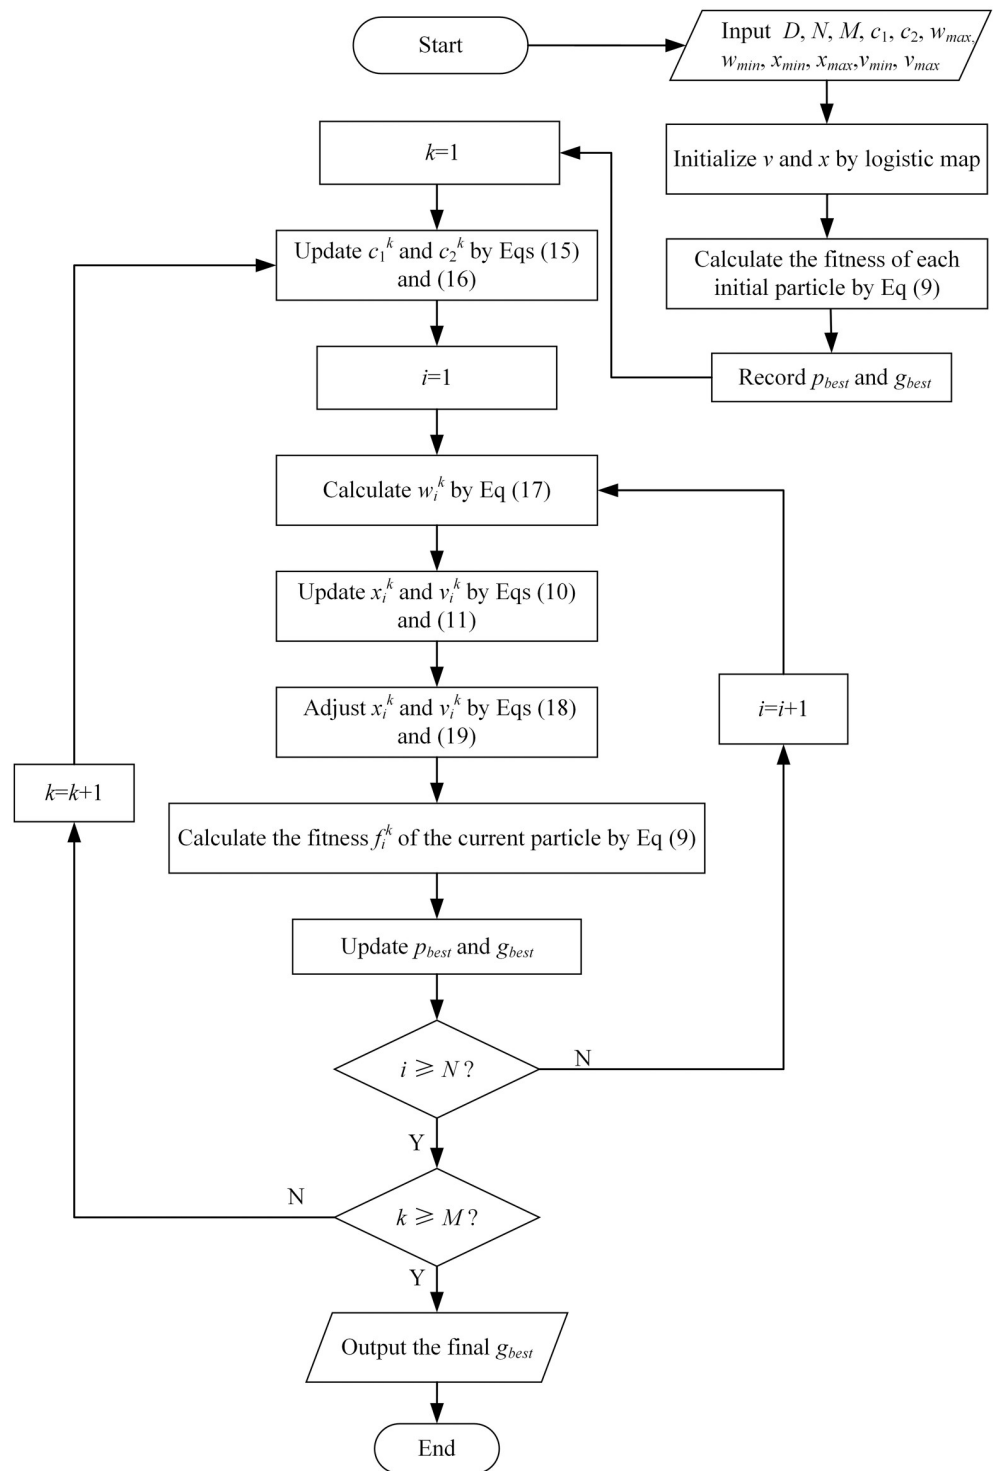 Start
Input D, N, M, c₁, c₂, wmax,
wmin, xmin, xmax,vmin, vmax
Initialize v and x by logistic map
Calculate the fitness of each
initial particle by Eq (9)
Record pbest and gbest
k=1
Update c₁ᵏ and c₂ᵏ by Eqs (15)
and (16)
i=1
Calculate wᵢᵏ by Eq (17)
Update xᵢᵏ and vᵢᵏ by Eqs (10)
and (11)
Adjust xᵢᵏ and vᵢᵏ by Eqs (18)
and (19)
i=i+1
k=k+1
Calculate the fitness fᵢᵏ of the current particle by Eq (9)
Update pbest and gbest
i ⩾ N?
N
Y
k ⩾ M?
N
Y
Output the final gbest
End